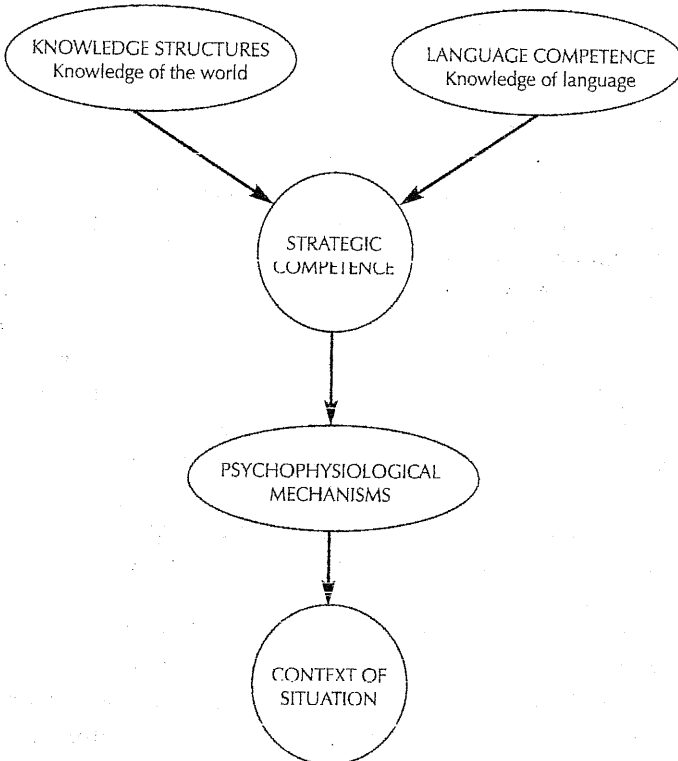 KNOWLEDGE STRUCTURES
Knowledge of the world
LANGUAGE COMPETENCE
Knowledge of language
STRATEGIC
COMPETENCE
PSYCHOPHYSIOLOGICAL
MECHANISMS
CONTEXT OF
SITUATION